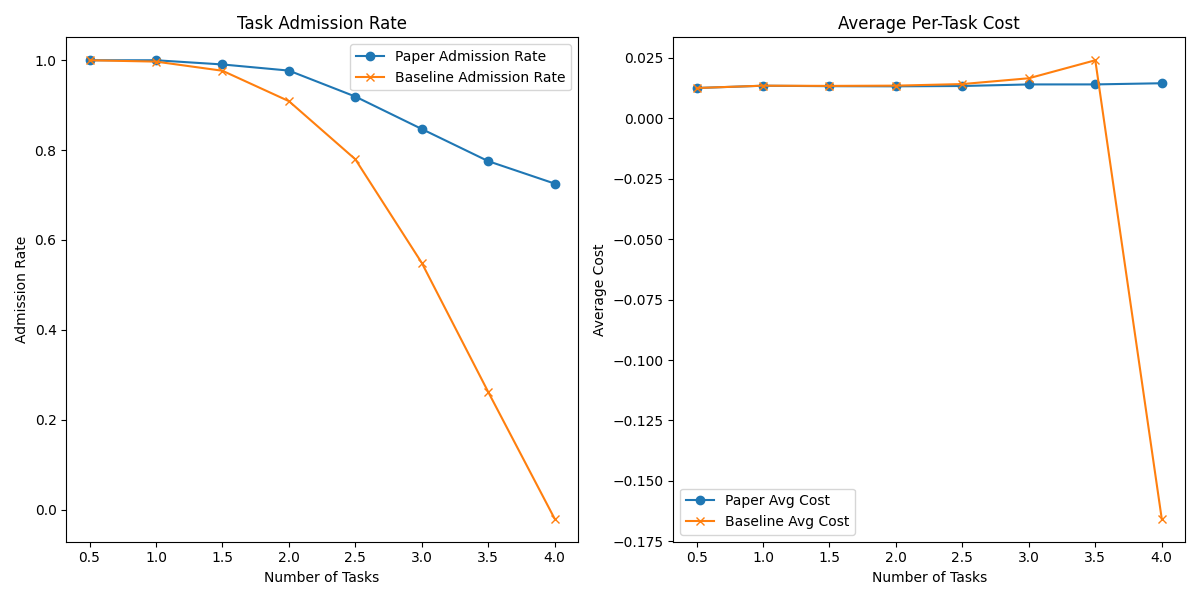 Task Admission Rate
Paper Admission Rate
Baseline Admission Rate
1.0
0.8
0.6
0.4
0.2
0.0
Admission Rate
0.5 1.0 1.5 2.0 2.5 3.0 3.5 4.0
Number of Tasks
Average Per-Task Cost
0.025
0.000
−0.025
−0.050
−0.075
−0.100
−0.125
−0.150
−0.175
Average Cost
Paper Avg Cost
Baseline Avg Cost
0.5 1.0 1.5 2.0 2.5 3.0 3.5 4.0
Number of Tasks